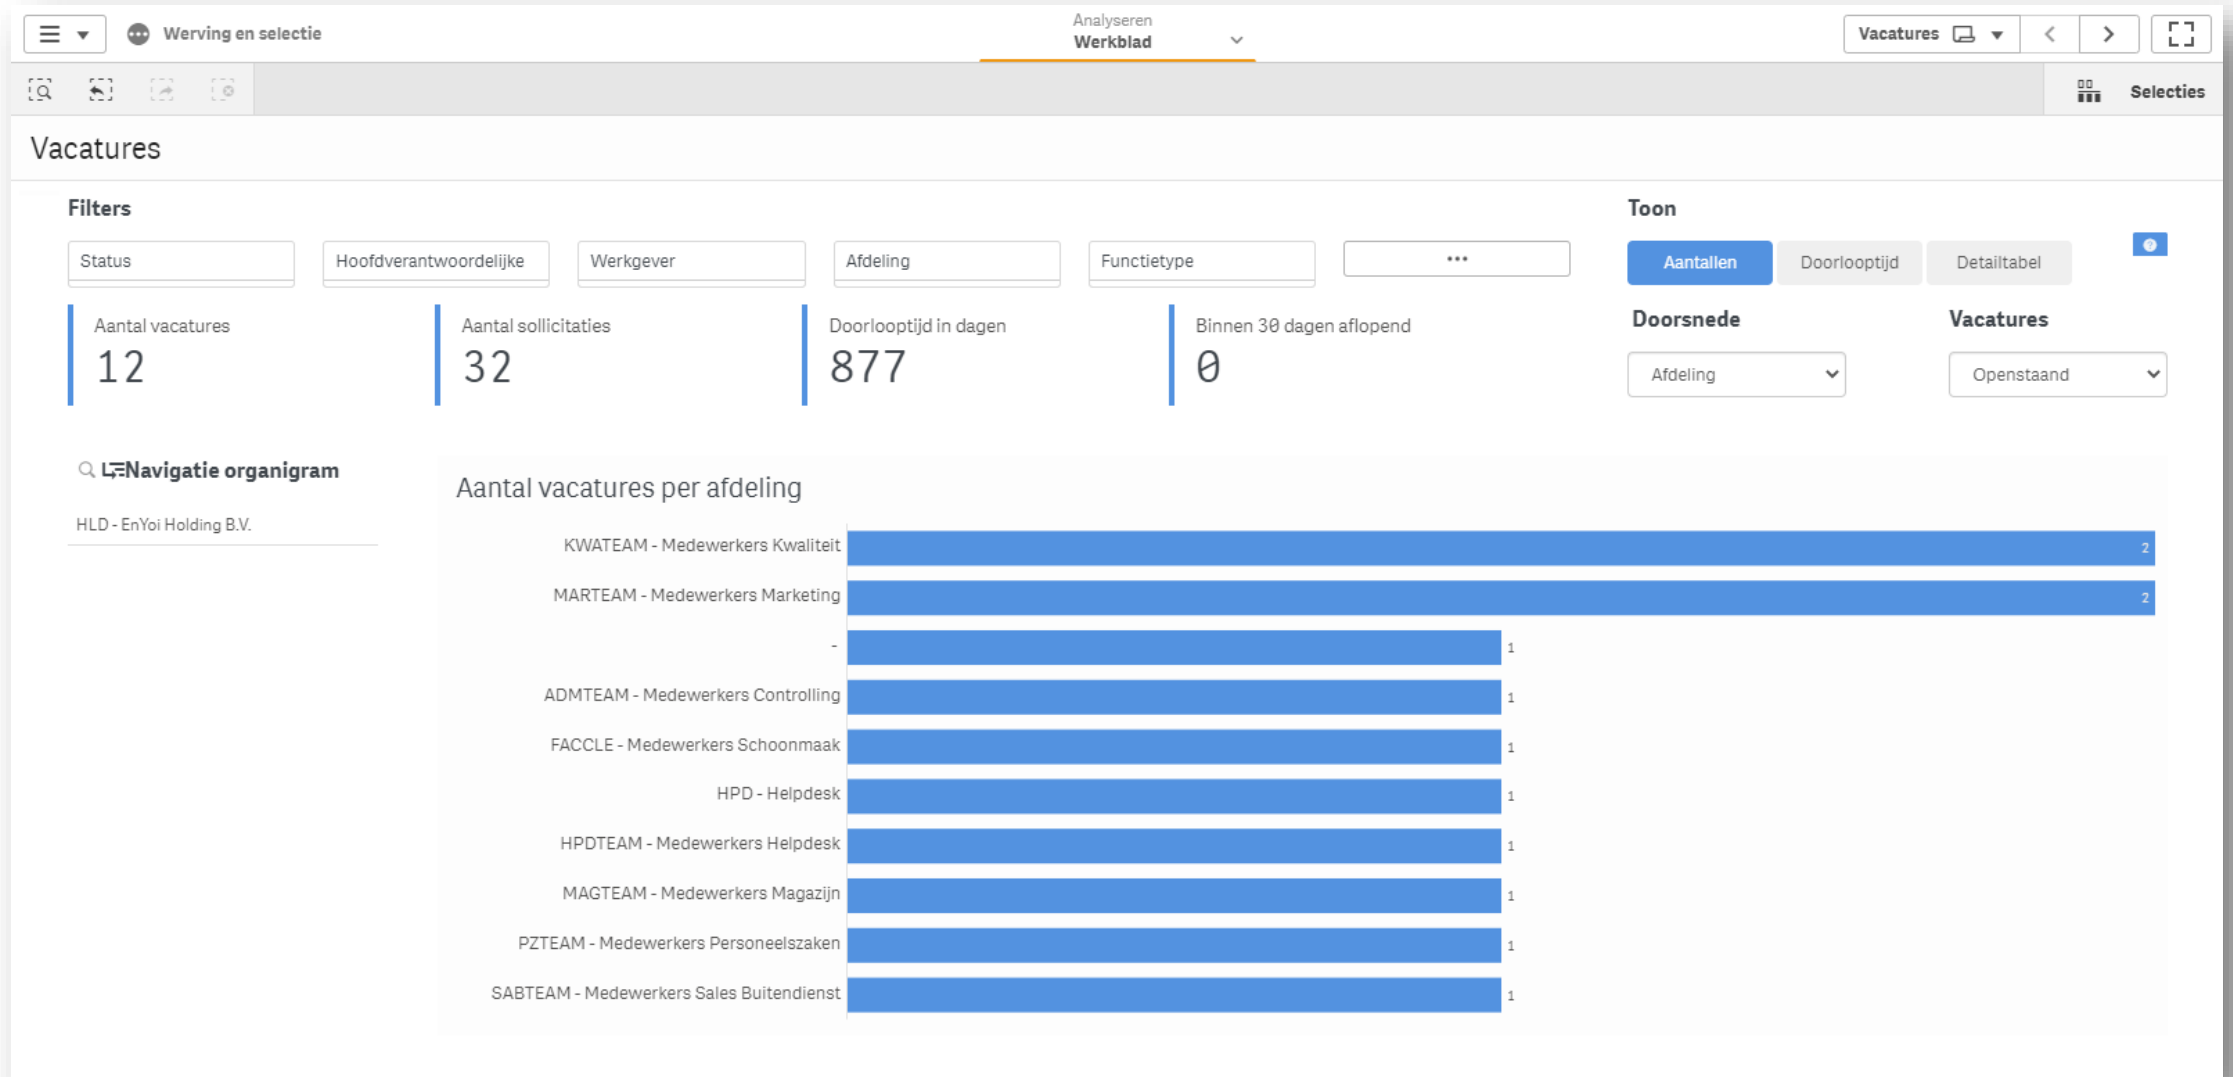 Werving en selectie
Analyseren
Werkblad
Vacatures
Selecties
Vacatures
Filters
Toon
Status
Hoofdverantwoordelijke
Werkgever
Afdeling
Functietype
...
Aantallen
Doorlooptijd
Detailtabel
?
Aantal vacatures
12
Aantal sollicitaties
32
Doorlooptijd in dagen
877
Binnen 30 dagen aflopend
0
Doorsnede
Vacatures
Afdeling
Openstaand
Navigatie organigram
HLD - EnYoi Holding B.V.
Aantal vacatures per afdeling
KWATEAM - Medewerkers Kwaliteit 2
MARTEAM - Medewerkers Marketing 2
- 1
ADMTEAM - Medewerkers Controlling 1
FACCLE - Medewerkers Schoonmaak 1
HPD - Helpdesk 1
HPDTEAM - Medewerkers Helpdesk 1
MAGTEAM - Medewerkers Magazijn 1
PZTEAM - Medewerkers Personeelszaken 1
SABTEAM - Medewerkers Sales Buitendienst 1